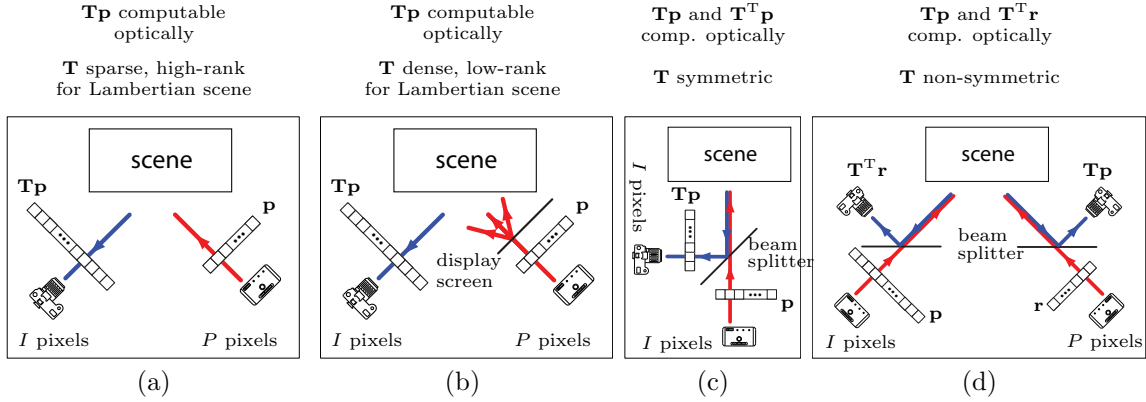 Tp computable
optically
T sparse, high-rank
for Lambertian scene
scene
Tp
p
I pixels
P pixels
(a)
Tp computable
optically
T dense, low-rank
for Lambertian scene
scene
Tp
p
display
screen
I pixels
P pixels
(b)
Tp and Tᵀp
comp. optically
T symmetric
scene
I pixels
Tp
beam
splitter
p
I pixels
(c)
Tp and Tᵀr
comp. optically
T non-symmetric
scene
Tᵀr
Tp
beam
splitter
p
r
I pixels
P pixels
(d)